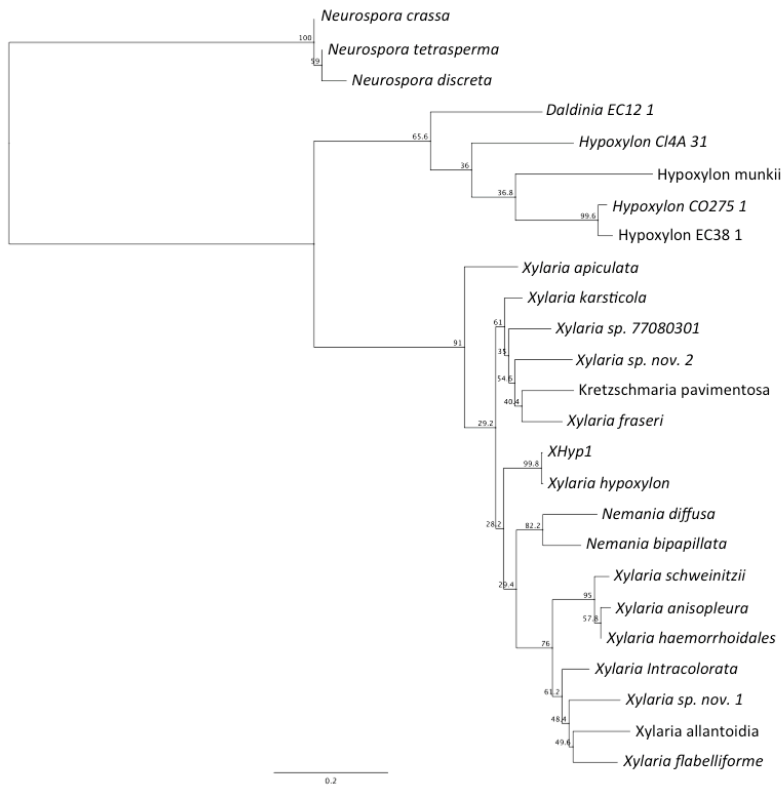 Neurospora crassa
100
Neurospora tetrasperma
59
Neurospora discreta
Daldinia EC12 1
65.6
Hypoxylon Cl4A 31
36
Hypoxylon munkii
36.8
Hypoxylon CO275 1
99.6
Hypoxylon EC38 1
Xylaria apiculata
Xylaria karsticola
61
Xylaria sp. 77080301
91
35
Xylaria sp. nov. 2
54.6
Kretzschmaria pavimentosa
40.4
Xylaria fraseri
29.2
XHyp1
99.8
Xylaria hypoxylon
Nemania diffusa
28.2
82.2
Nemania bipapillata
Xylaria schweinitzii
29.4
95
Xylaria anisopleura
57.8
Xylaria haemorrhoidales
76
Xylaria Intracolorata
61.2
Xylaria sp. nov. 1
48.4
Xylaria allantoidia
49.6
Xylaria flabelliforme
0.2